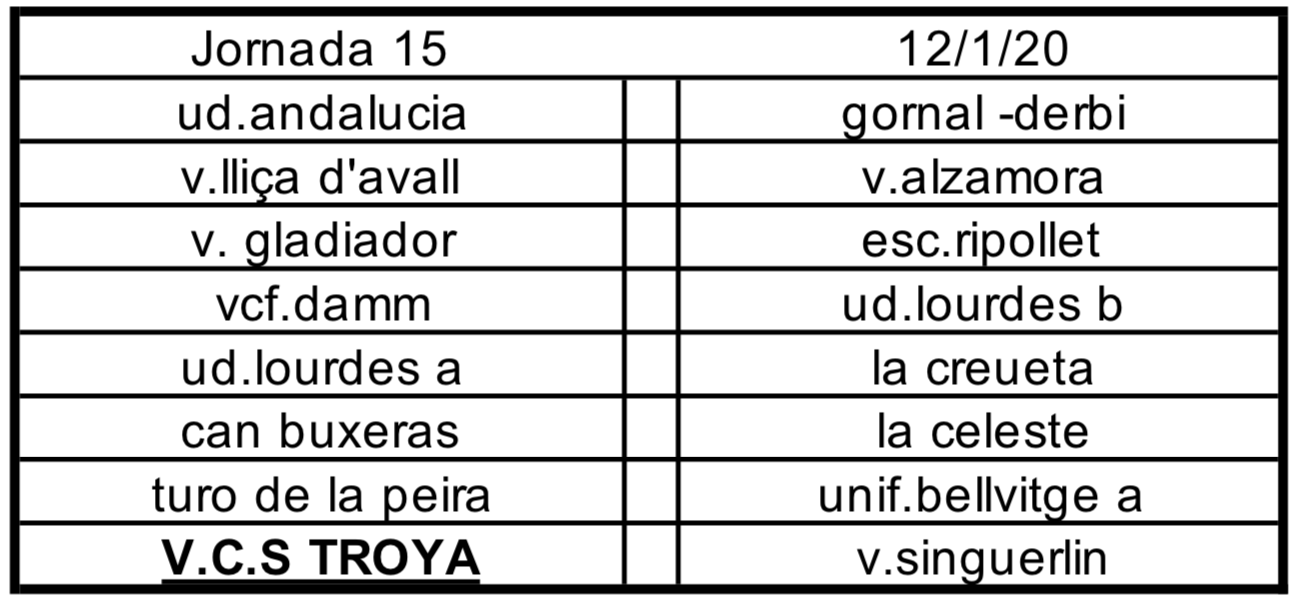 Jornada 15 12/1/20
ud.andalucia gornal -derbi
v.lliça d'avall v.alzamora
v. gladiador esc.ripollet
vcf.damm ud.lourdes b
ud.lourdes a la creueta
can buxeras la celeste
turo de la peira unif.bellvitge a
V.C.S TROYA v.singuerlin